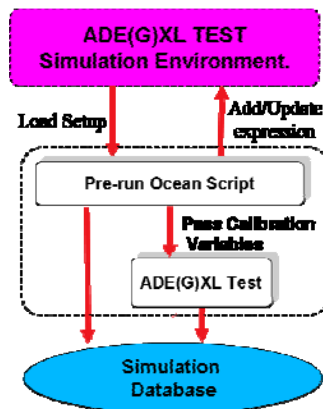 ADE(G)XL TEST
Simulation Environment.
Load Setup
Add/Update
expression
Pre-run Ocean Script
Pass Calibration
Variables
ADE(G)XL Test
Simulation
Database